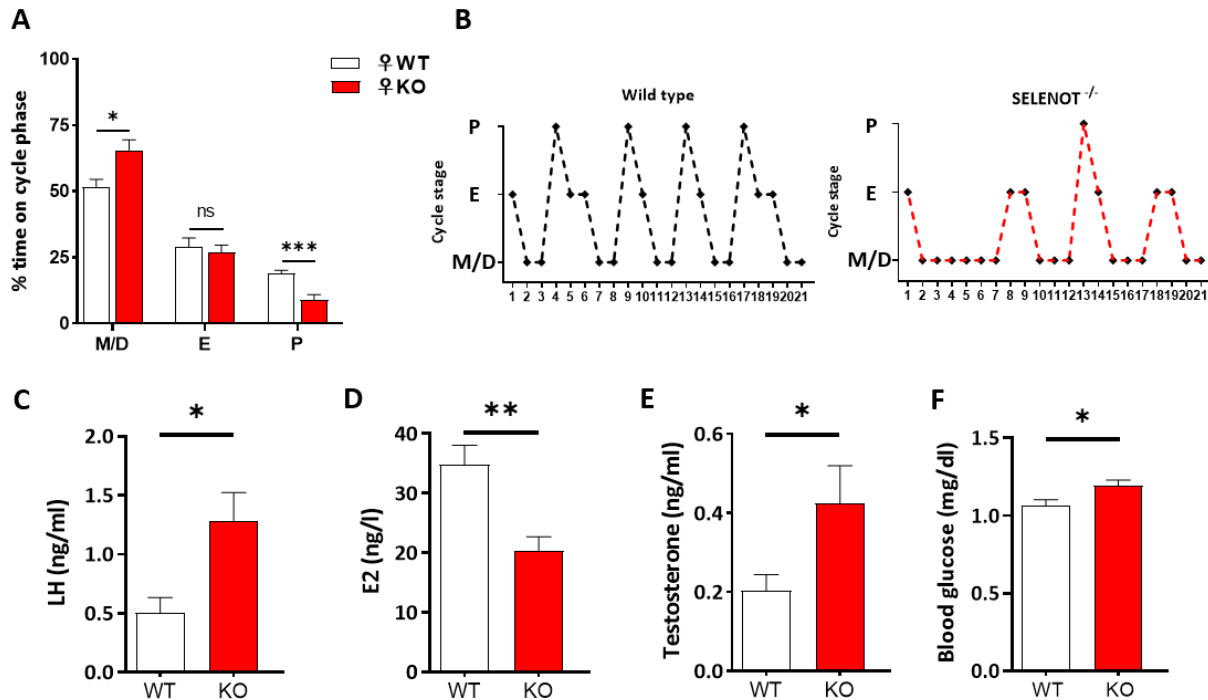 A
% time on cycle phase
100
75
50
25
0
*
ns
***
M/D
E
P
♀WT
♀KO
B
Wild type
Cycle stage
P
E
M/D
1 2 3 4 5 6 7 8 9 10 11 12 13 14 15 16 17 18 19 20 21
SELENOT -/-
Cycle stage
P
E
M/D
1 2 3 4 5 6 7 8 9 10 11 12 13 14 15 16 17 18 19 20 21
C
*
LH (ng/ml)
2.0
1.5
1.0
0.5
0.0
WT KO
D
**
E2 (ng/l)
40
30
20
10
0
WT KO
E
*
Testosterone (ng/ml)
0.6
0.4
0.2
0.0
WT KO
F
*
Blood glucose (mg/dl)
1.5
1.0
0.5
0.0
WT KO